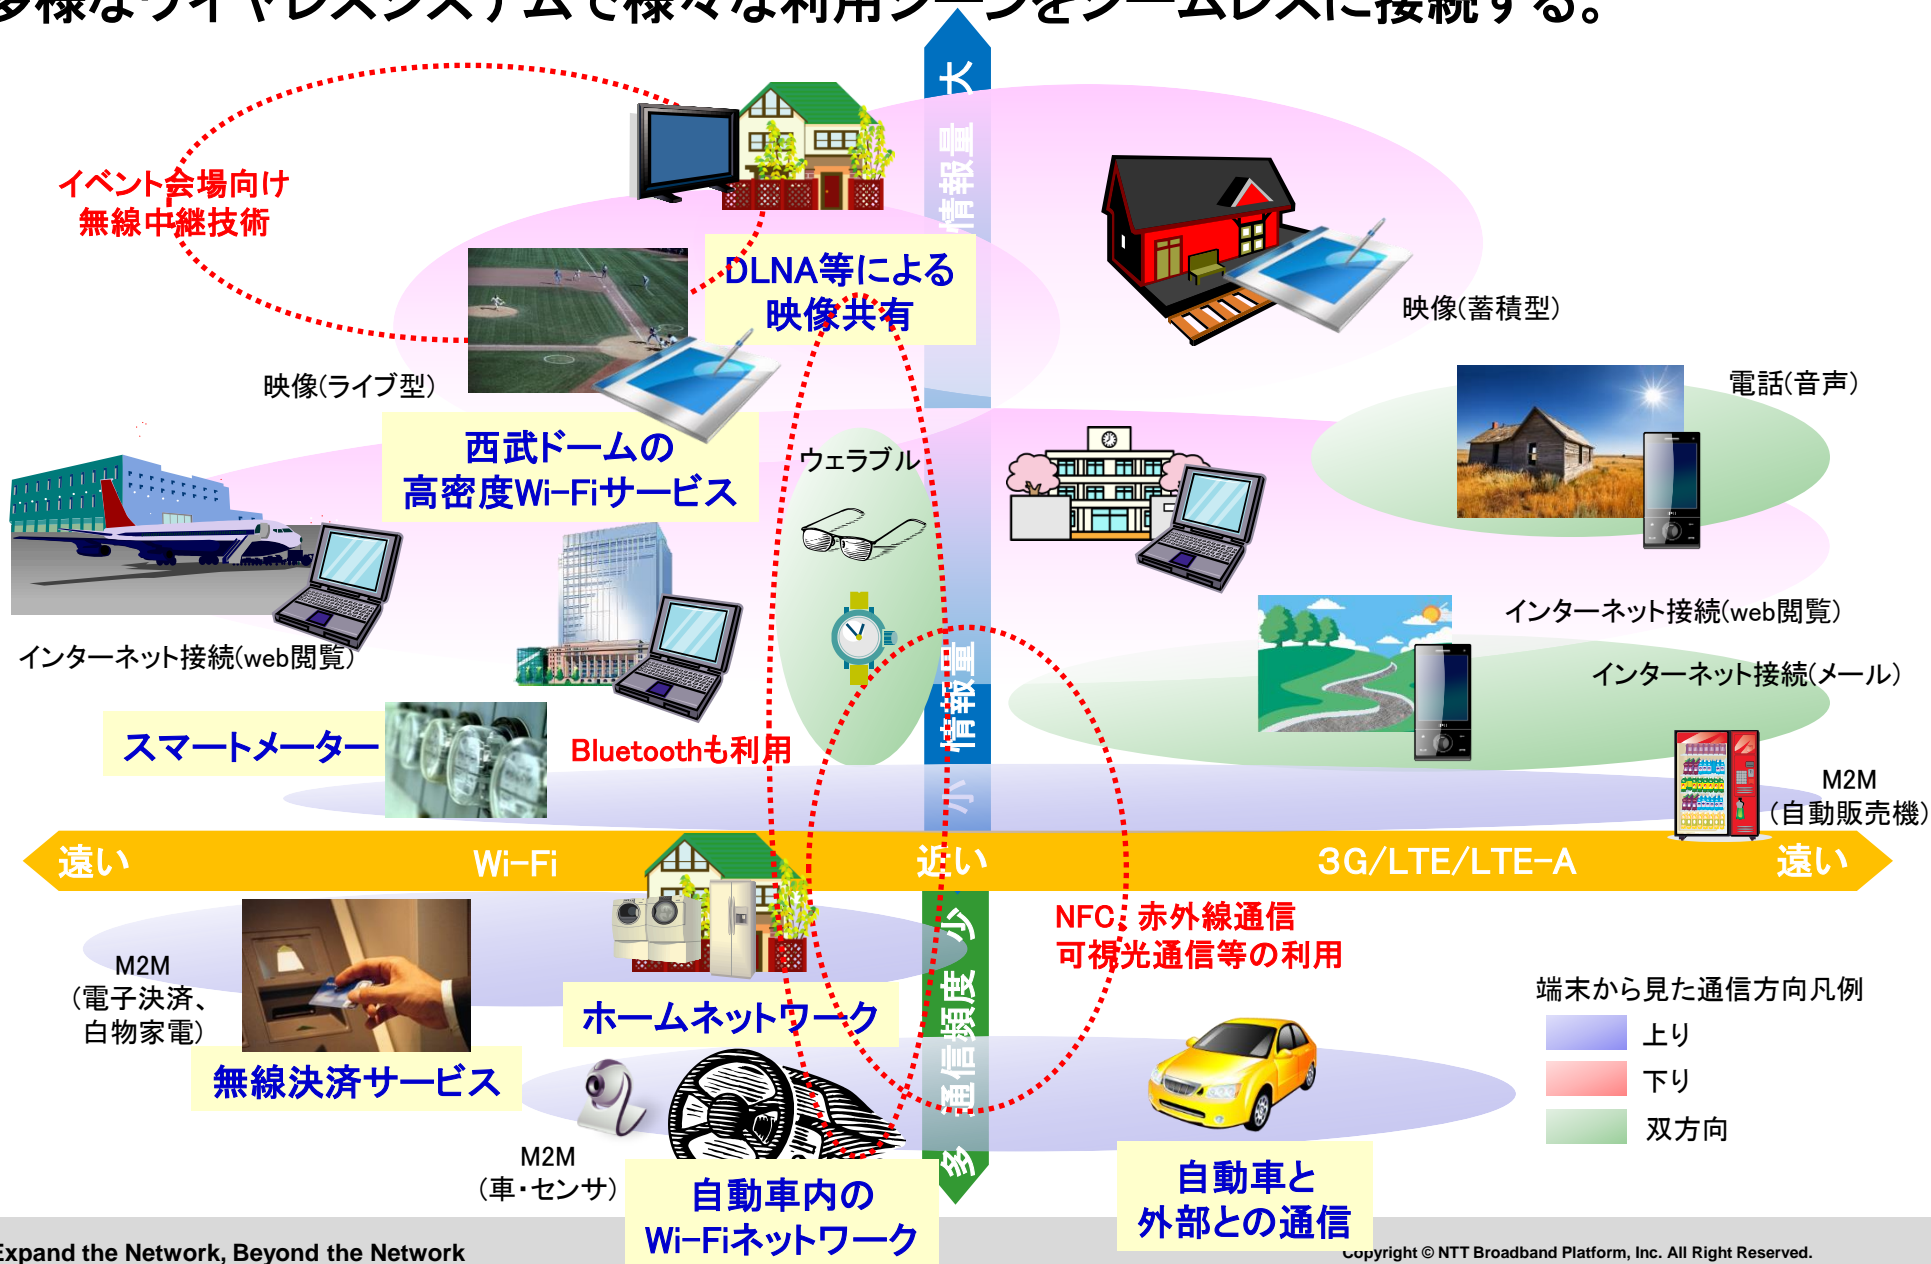 多様なワイヤレスシステムで様々な利用シーンをシームレスに接続する。
大
情報量
イベント会場向け
無線中継技術
DLNA等による
映像共有
映像(蓄積型)
映像(ライブ型)
電話(音声)
西武ドームの
高密度Wi-Fiサービス
ウェラブル
インターネット接続(web閲覧)
インターネット接続(web閲覧)
インターネット接続(メール)
情報量
小
スマートメーター
Bluetoothも利用
M2M
(自動販売機)
遠い
Wi-Fi
近い
3G/LTE/LTE-A
遠い
少
通信頻度
多
NFC、赤外線通信
可視光通信等の利用
M2M
(電子決済、
白物家電)
ホームネットワーク
無線決済サービス
端末から見た通信方向凡例
上り
下り
双方向
M2M
(車・センサ)
自動車内の
Wi-Fiネットワーク
自動車と
外部との通信
Expand the Network, Beyond the Network
Copyright © NTT Broadband Platform, Inc. All Right Reserved.